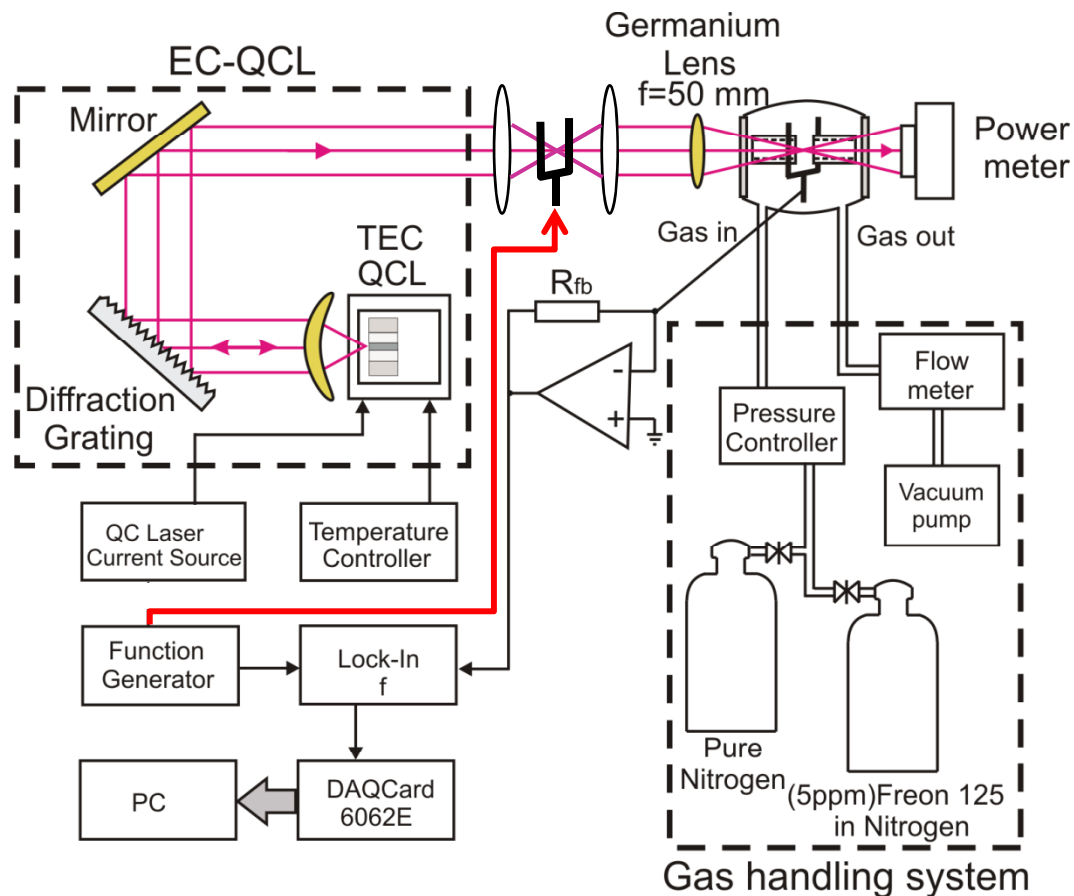 EC-QCL
Mirror
TEC
QCL
Diffraction
Grating
Germanium
Lens
f=50 mm
Power
meter
Gas in
Gas out
Rfb
-
+
QC Laser
Current Source
Temperature
Controller
Function
Generator
Lock-In
f
PC
DAQCard
6062E
Pressure
Controller
Flow
meter
Vacuum
pump
Pure
Nitrogen
(5ppm)Freon 125
in Nitrogen
Gas handling system